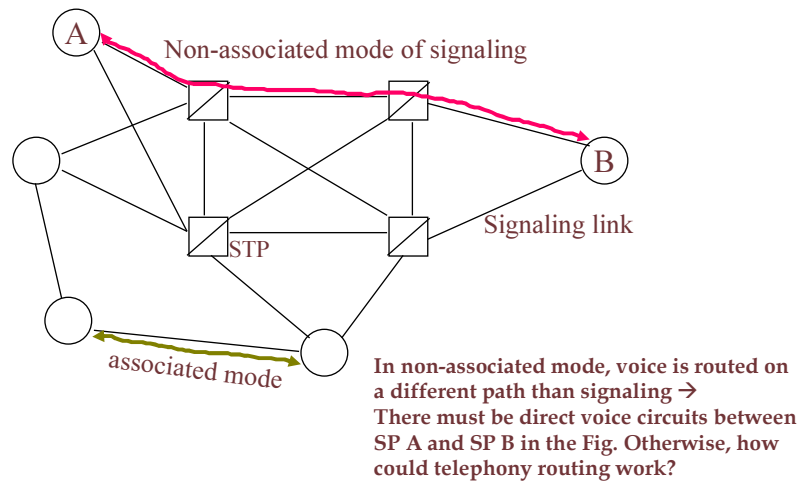 A
Non-associated mode of signaling
B
Signaling link
STP
associated mode
In non-associated mode, voice is routed on
a different path than signaling →
There must be direct voice circuits between
SP A and SP B in the Fig. Otherwise, how
could telephony routing work?